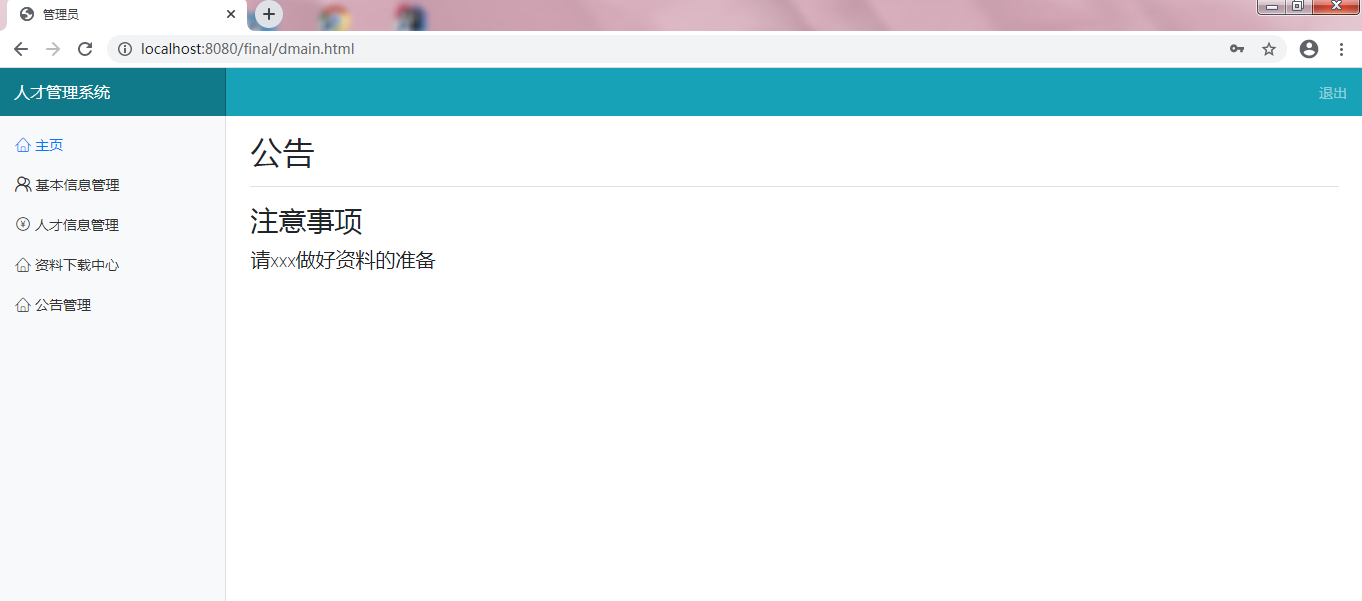 管理员
localhost:8080/final/dmain.html
人才管理系统
退出
主页
基本信息管理
人才信息管理
资料下载中心
公告管理
公告
注意事项
请xxx做好资料的准备